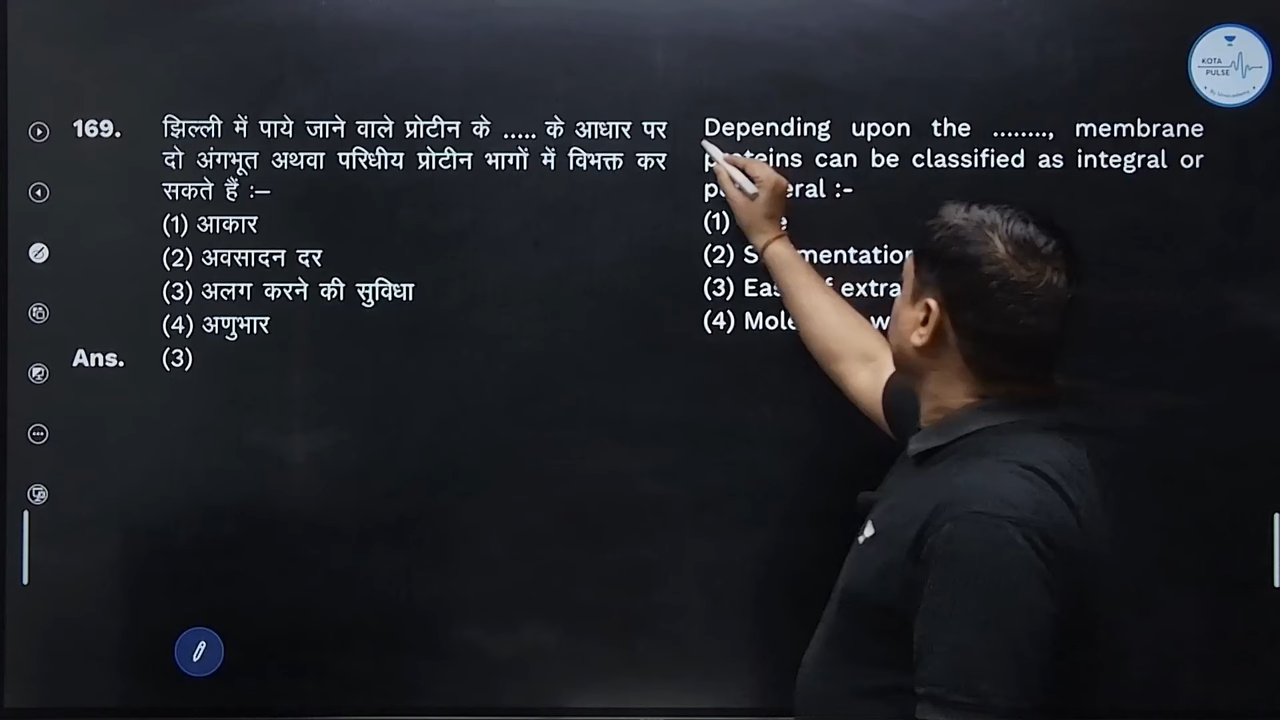 169. झिल्ली में पाये जाने वाले प्रोटीन के ..... के आधार पर
दो अंगभूत अथवा परिधीय प्रोटीन भागों में विभक्त कर
सकते हैं :–
(1) आकार
(2) अवसादन दर
(3) अलग करने की सुविधा
(4) अणुभार
Ans. (3)
Depending upon the ........, membrane
proteins can be classified as integral or
:-
(1)
(2)
(3) of
(4)
KOTA
PULSE